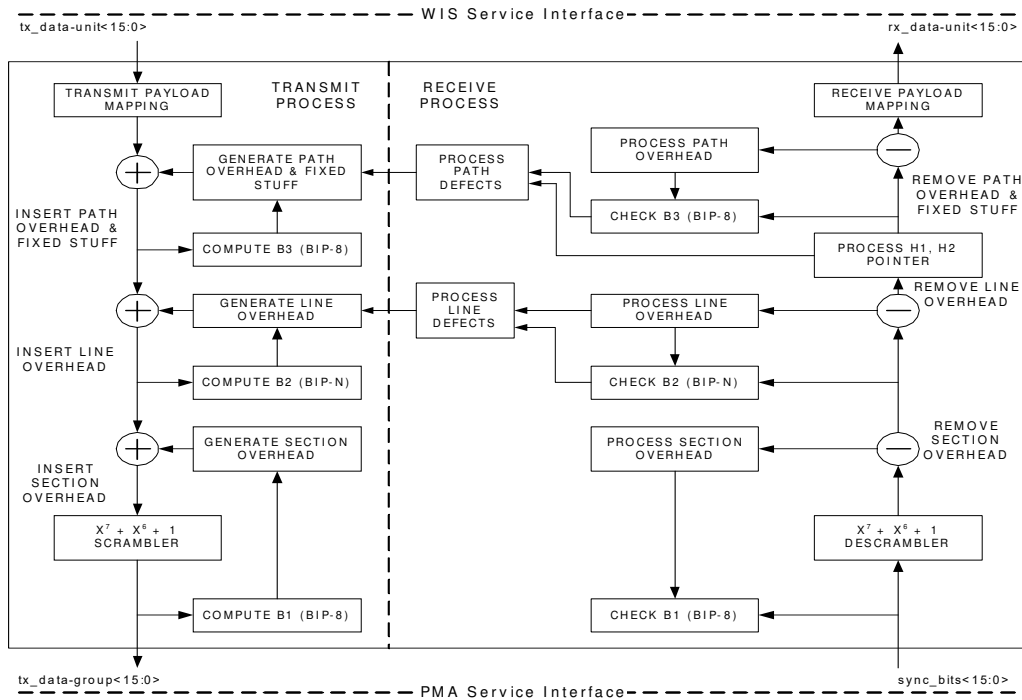 WIS Service Interface
tx_data-unit<15:0>
rx_data-unit<15:0>
TRANSMIT PAYLOAD
MAPPING
TRANSMIT
PROCESS
RECEIVE
PROCESS
RECEIVE PAYLOAD
MAPPING
GENERATE PATH
OVERHEAD & FIXED
STUFF
PROCESS
PATH
DEFECTS
PROCESS PATH
OVERHEAD
REMOVE PATH
OVERHEAD &
FIXED STUFF
INSERT PATH
OVERHEAD &
FIXED STUFF
COMPUTE B3 (BIP-8)
CHECK B3 (BIP-8)
PROCESS H1, H2
POINTER
REMOVE LINE
OVERHEAD
GENERATE LINE
OVERHEAD
PROCESS
LINE
DEFECTS
PROCESS LINE
OVERHEAD
INSERT LINE
OVERHEAD
COMPUTE B2 (BIP-N)
CHECK B2 (BIP-N)
GENERATE SECTION
OVERHEAD
PROCESS SECTION
OVERHEAD
REMOVE
SECTION
OVERHEAD
INSERT
SECTION
OVERHEAD
X⁷ + X⁶ + 1
SCRAMBLER
X⁷ + X⁶ + 1
DESCRAMBLER
COMPUTE B1 (BIP-8)
CHECK B1 (BIP-8)
tx_data-group<15:0>
sync_bits<15:0>
PMA Service Interface